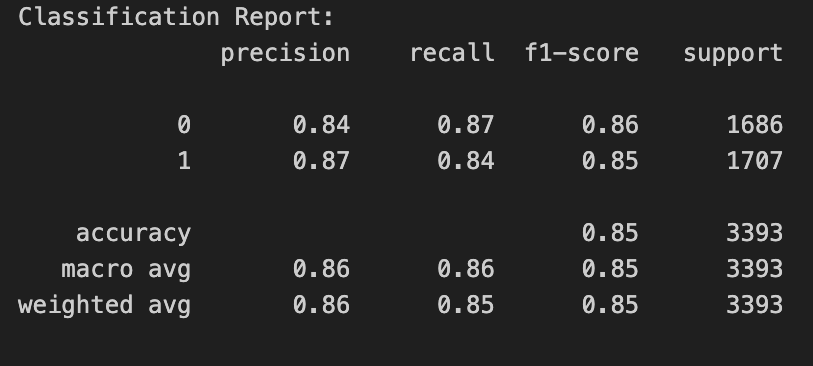 Classification Report:
precision recall f1-score support
0 0.84 0.87 0.86 1686
1 0.87 0.84 0.85 1707
accuracy 0.85 3393
macro avg 0.86 0.86 0.85 3393
weighted avg 0.86 0.85 0.85 3393